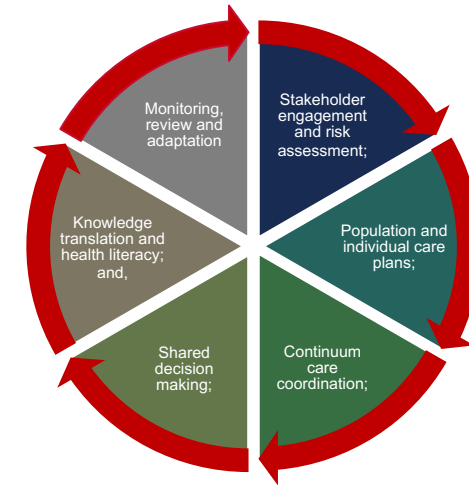 Stakeholder
engagement
and risk
assessment;
Population and
individual care
plans;
Continuum
care
coordination;
Shared
decision
making;
Knowledge
translation and
health literacy;
and,
Monitoring,
review and
adaptation